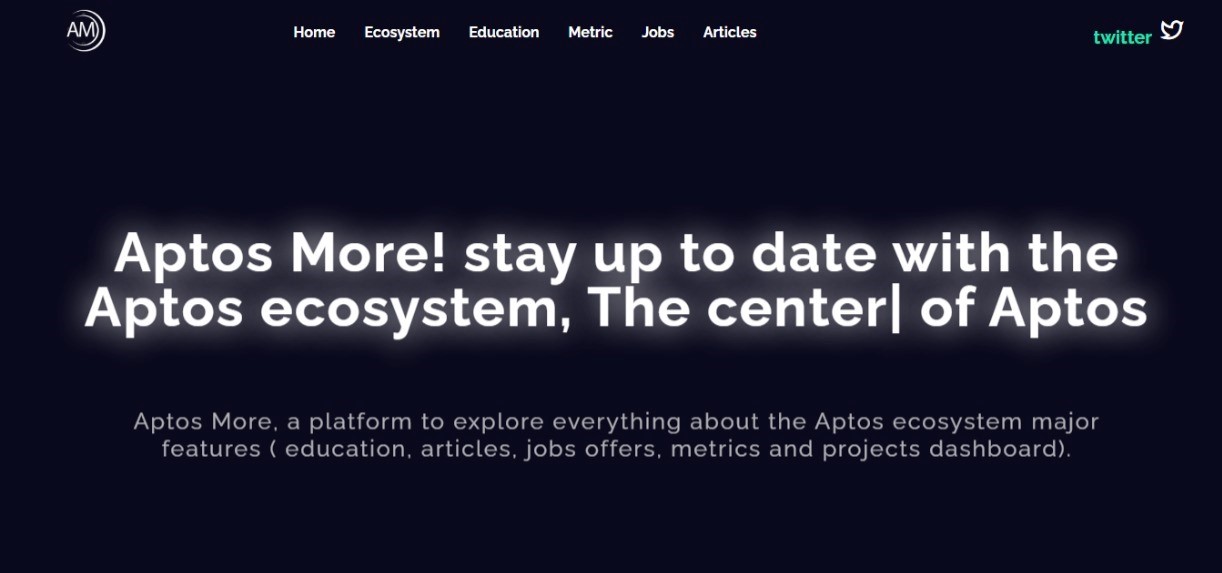 AM
Home Ecosystem Education Metric Jobs Articles
twitter
Aptos More! stay up to date with the
Aptos ecosystem, The center| of Aptos
Aptos More, a platform to explore everything about the Aptos ecosystem major
features ( education, articles, jobs offers, metrics and projects dashboard).